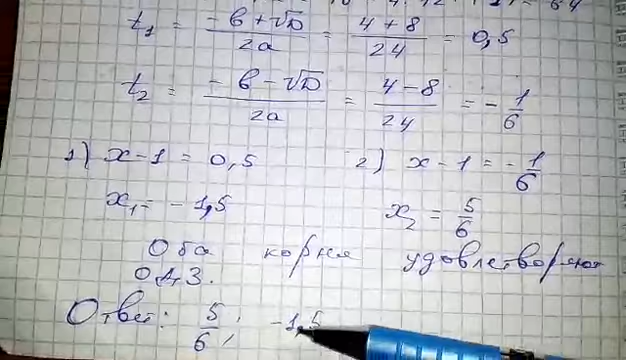 t₁ = (-b + √D)/2a = (4 + 8)/24 = 0,5
t₂ = (-b - √D)/2a = (4 - 8)/24 = -1/6
1) x - 1 = 0,5 2) x - 1 = -1/6
x₁ = -1,5 x₂ = 5/6
Оба корня удовлетворяют
ОДЗ.
Ответ: 5/6; -1,5